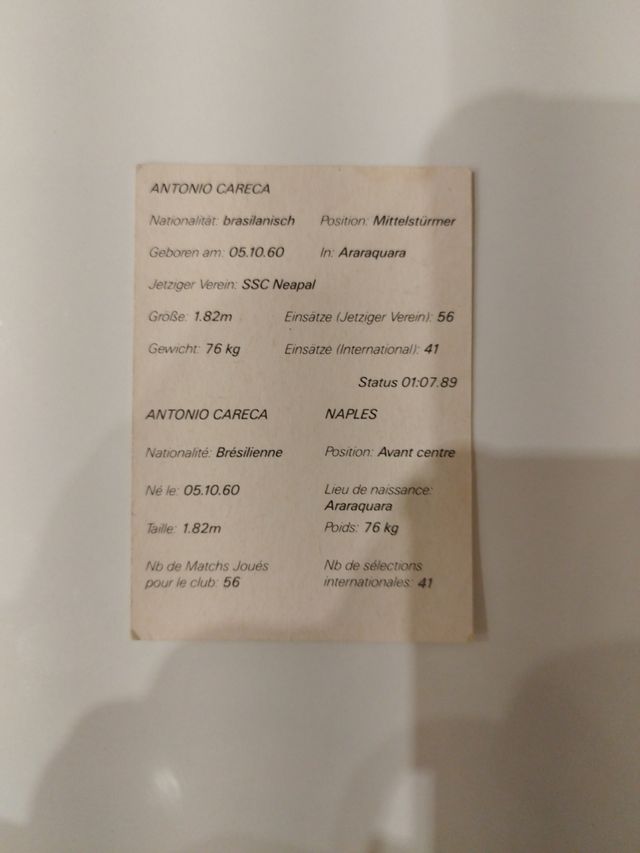 ANTONIO CARECA
Nationalität: brasilanisch Position: Mittelstürmer
Geboren am: 05.10.60 In: Araraquara
Jetziger Verein: SSC Neapal
Größe: 1.82m Einsätze (Jetziger Verein): 56
Gewicht: 76 kg Einsätze (International): 41
Status 01:07.89
ANTONIO CARECA NAPLES
Nationalité: Brésilienne Position: Avant centre
Né le: 05.10.60 Lieu de naissance:
Araraquara
Taille: 1.82m Poids: 76 kg
Nb de Matchs Joués Nb de sélections
pour le club: 56 internationales: 41